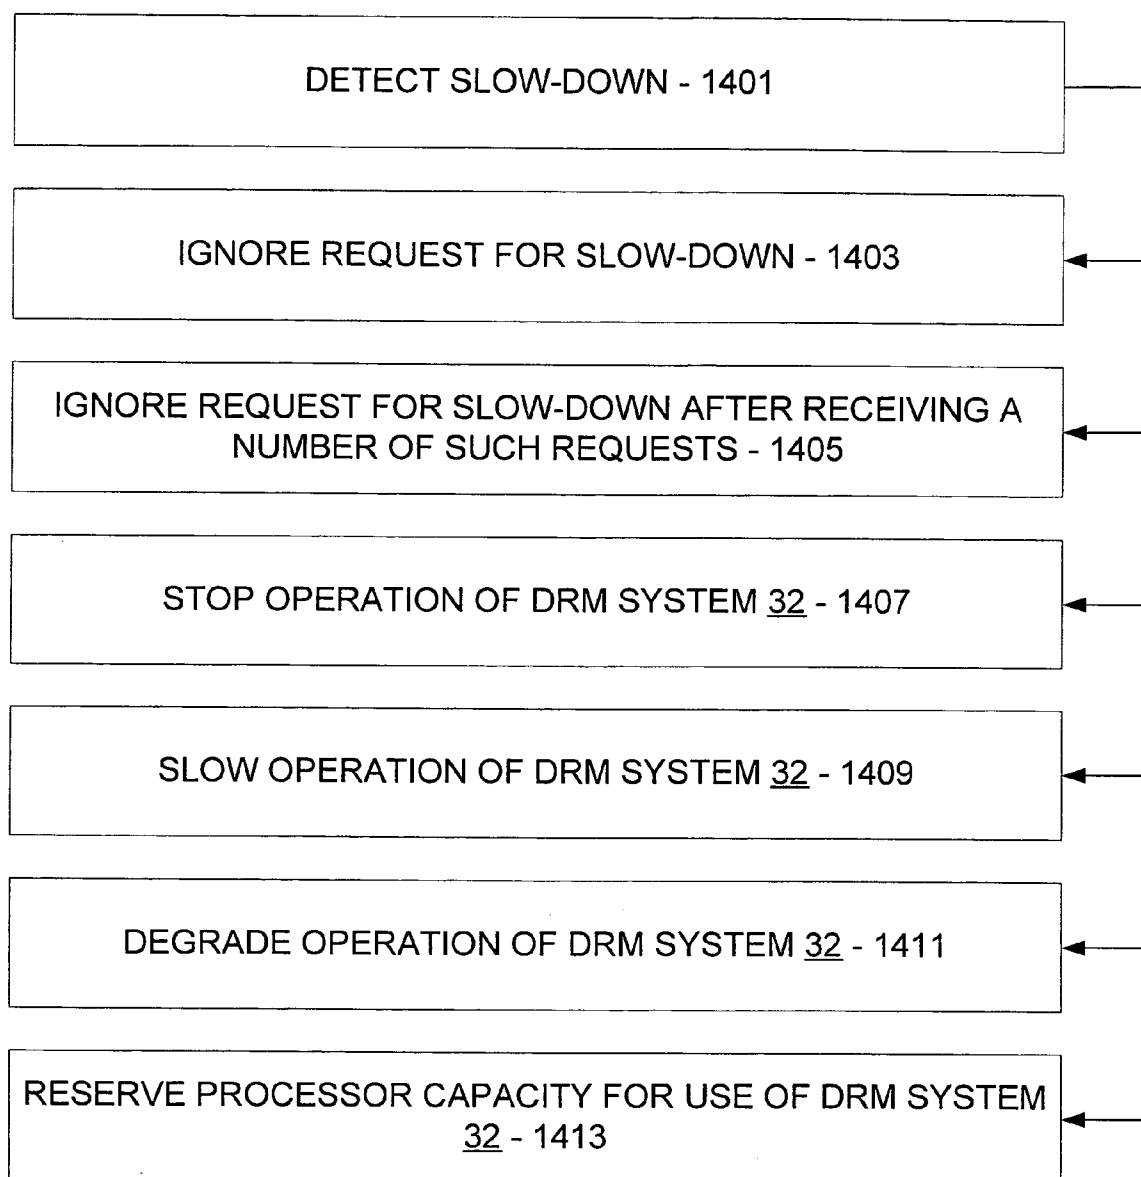 DETECT SLOW-DOWN - 1401
IGNORE REQUEST FOR SLOW-DOWN - 1403
IGNORE REQUEST FOR SLOW-DOWN AFTER RECEIVING A
NUMBER OF SUCH REQUESTS - 1405
STOP OPERATION OF DRM SYSTEM 32 - 1407
SLOW OPERATION OF DRM SYSTEM 32 - 1409
DEGRADE OPERATION OF DRM SYSTEM 32 - 1411
RESERVE PROCESSOR CAPACITY FOR USE OF DRM SYSTEM
32 - 1413